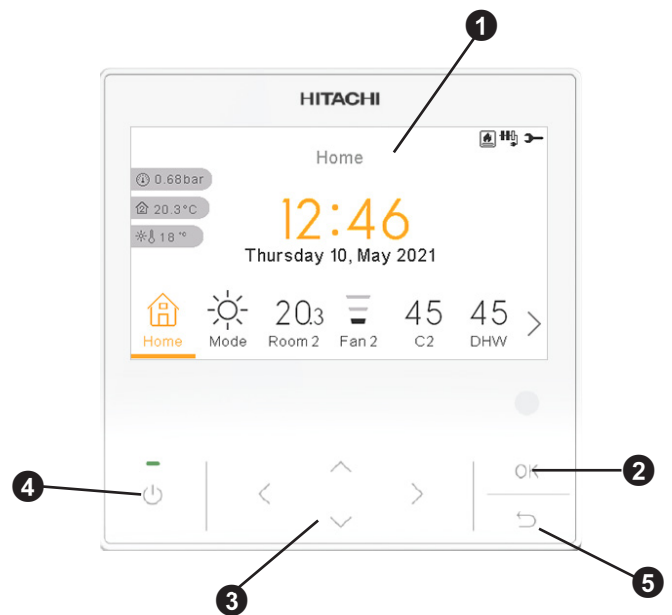 1
HITACHI
Home
0.68bar
20.3°C
18 °C
12:46
Thursday 10, May 2021
20.3 45 45
Home Mode Room 2 Fan 2 C2 DHW
OK
2
4
3
5